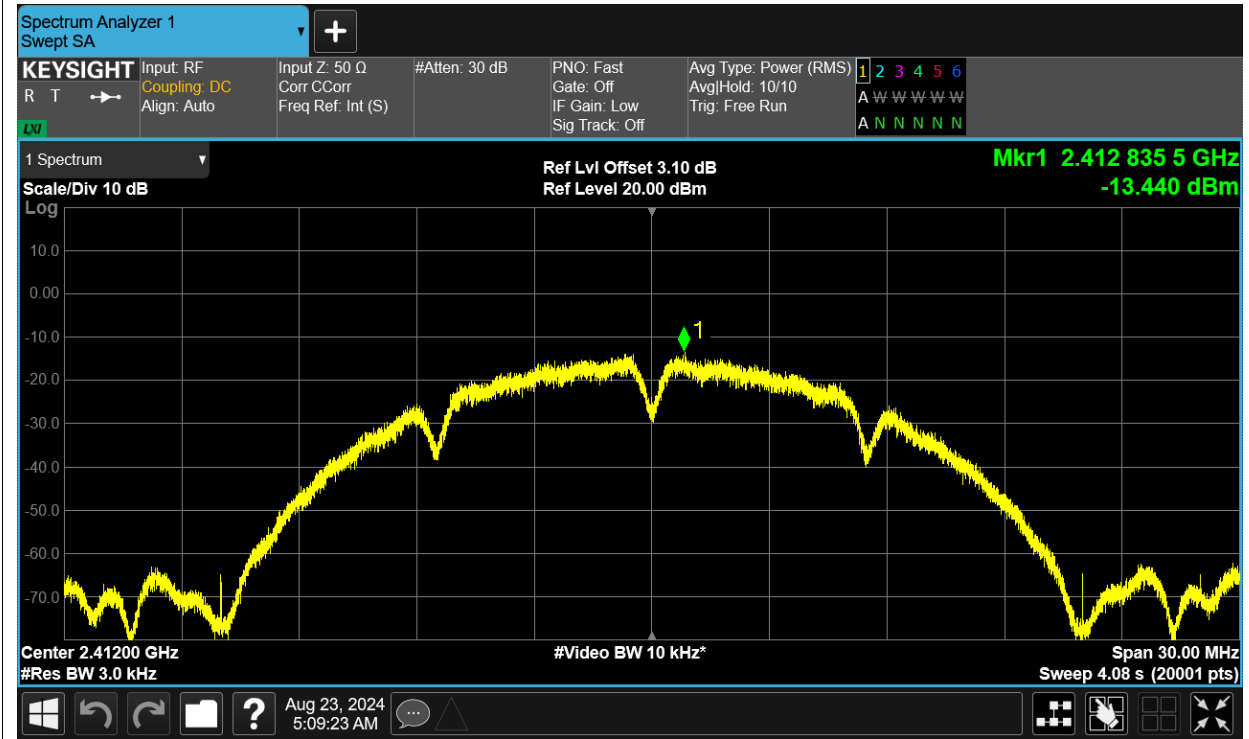 Spectrum Analyzer 1
Swept SA
KEYSIGHT
R T
LXI
Input: RF
Coupling: DC
Align: Auto
Input Z: 50 Ω
Corr CCorr
Freq Ref: Int (S)
#Atten: 30 dB
PNO: Fast
Gate: Off
IF Gain: Low
Sig Track: Off
Avg Type: Power (RMS)
Avg|Hold: 10/10
Trig: Free Run
1 2 3 4 5 6
A W W W W W
A N N N N N
1 Spectrum
Scale/Div 10 dB
Log
Ref Lvl Offset 3.10 dB
Ref Level 20.00 dBm
Mkr1 2.412 835 5 GHz
-13.440 dBm
10.0
0.00
-10.0
-20.0
-30.0
-40.0
-50.0
-60.0
-70.0
1
Center 2.41200 GHz
#Res BW 3.0 kHz
#Video BW 10 kHz*
Span 30.00 MHz
Sweep 4.08 s (20001 pts)
?
Aug 23, 2024
5:09:23 AM